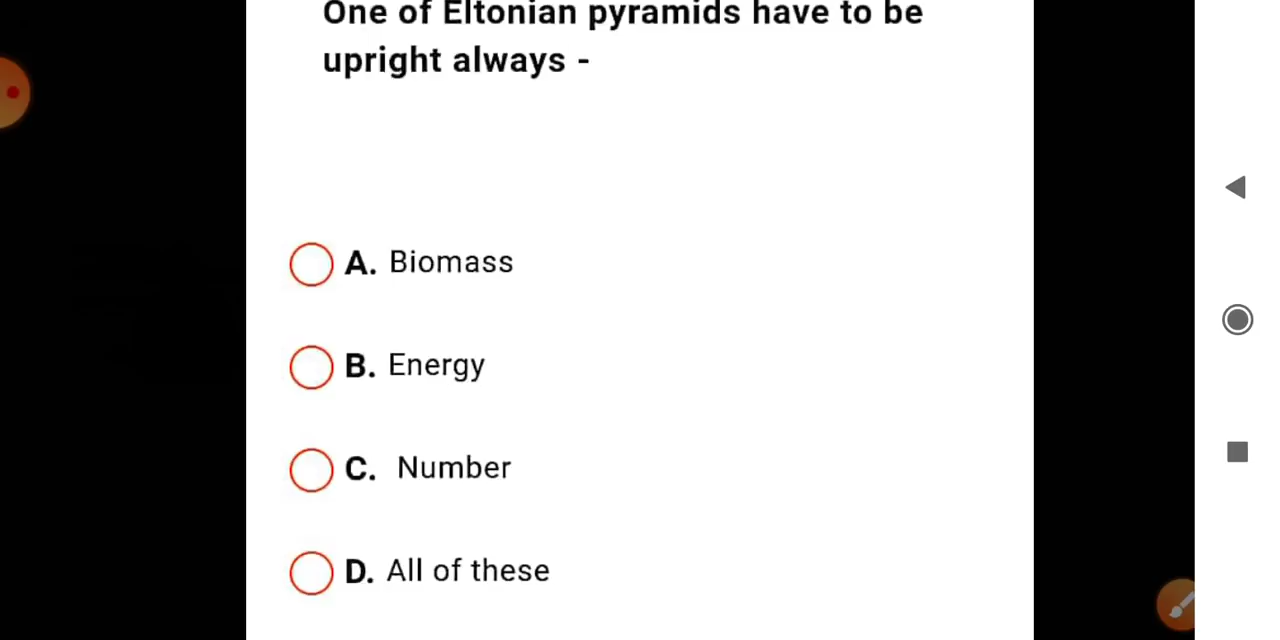 One of Eltonian pyramids have to be
upright always -
A. Biomass
B. Energy
C. Number
D. All of these